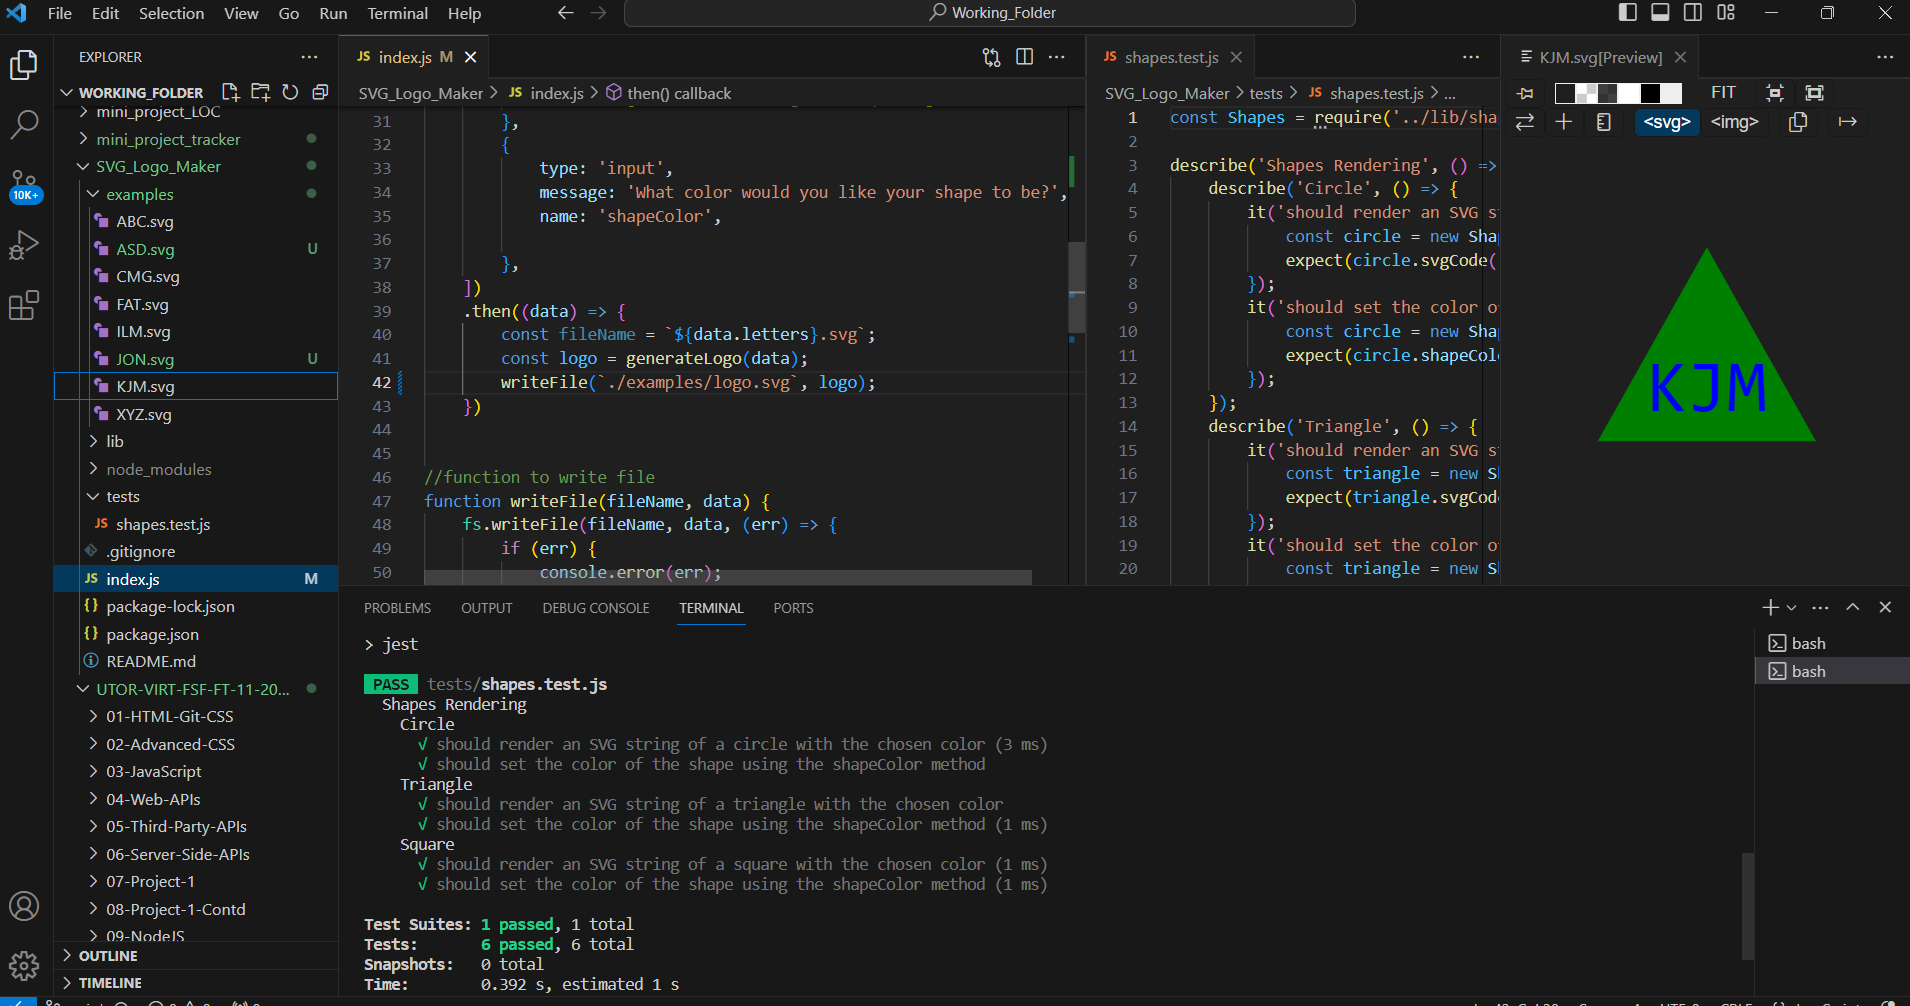 File Edit Selection View Go Run Terminal Help
Working_Folder
EXPLORER
WORKING_FOLDER
mini_project_LOC
mini_project_tracker
SVG_Logo_Maker
examples
ABC.svg
ASD.svg U
CMG.svg
FAT.svg
ILM.svg
JON.svg U
KJM.svg
XYZ.svg
lib
node_modules
tests
JS shapes.test.js
.gitignore
JS index.js M
{} package-lock.json
{} package.json
README.md
UTOR-VIRT-FSF-FT-11-20...
01-HTML-Git-CSS
02-Advanced-CSS
03-JavaScript
04-Web-APIs
05-Third-Party-APIs
06-Server-Side-APIs
07-Project-1
08-Project-1-Contd
09-NodeJS
OUTLINE
TIMELINE
10K+
JS index.js M
SVG_Logo_Maker > JS index.js > then() callback
31 },
32 {
33 type: 'input',
34 message: 'What color would you like your shape to be?',
35 name: 'shapeColor',
36
37 },
38 ])
39 .then((data) => {
40 const fileName = `${data.letters}.svg`;
41 const logo = generateLogo(data);
42 writeFile(`./examples/logo.svg`, logo);
43 })
44
45
46 //function to write file
47 function writeFile(fileName, data) {
48 fs.writeFile(fileName, data, (err) => {
49 if (err) {
50 console.error(err);
JS shapes.test.js
SVG_Logo_Maker > tests > JS shapes.test.js > ...
1 const Shapes = require('../lib/sha
2
3 describe('Shapes Rendering', () =>
4 describe('Circle', () => {
5 it('should render an SVG s
6 const circle = new Sha
7 expect(circle.svgCode(
8 });
9 it('should set the color o
10 const circle = new Sha
11 expect(circle.shapeCol
12 });
13 });
14 describe('Triangle', () => {
15 it('should render an SVG s
16 const triangle = new S
17 expect(triangle.svgCod
18 });
19 it('should set the color o
20 const triangle = new S
KJM.svg[Preview]
FIT
<svg> <img>
KJM
PROBLEMS OUTPUT DEBUG CONSOLE TERMINAL PORTS
> jest
PASS tests/shapes.test.js
Shapes Rendering
Circle
√ should render an SVG string of a circle with the chosen color (3 ms)
√ should set the color of the shape using the shapeColor method
Triangle
√ should render an SVG string of a triangle with the chosen color
√ should set the color of the shape using the shapeColor method (1 ms)
Square
√ should render an SVG string of a square with the chosen color (1 ms)
√ should set the color of the shape using the shapeColor method (1 ms)
Test Suites: 1 passed, 1 total
Tests: 6 passed, 6 total
Snapshots: 0 total
Time: 0.392 s, estimated 1 s
bash
bash